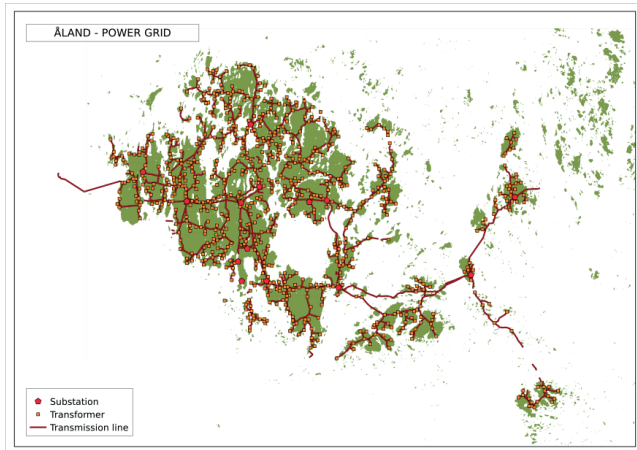 ÅLAND - POWER GRID
Substation
Transformer
Transmission line